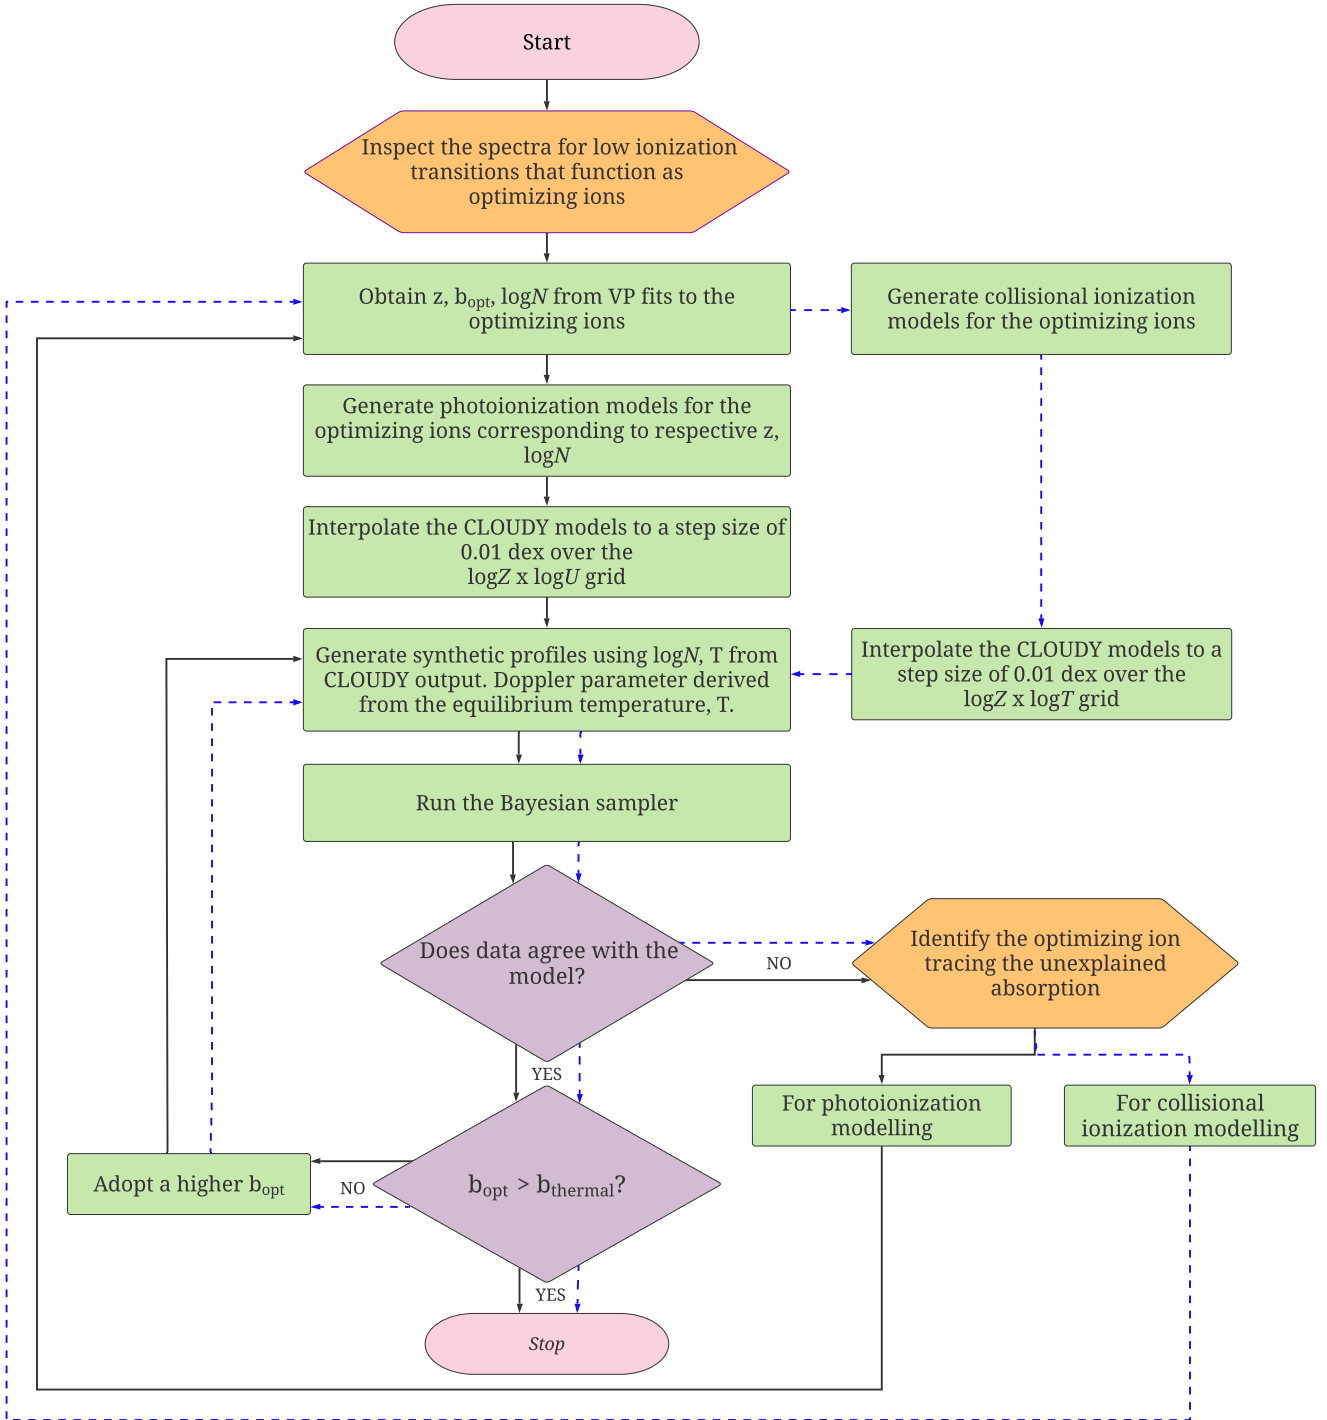 Start
Inspect the spectra for low ionization
transitions that function as
optimizing ions
Obtain z, b_opt, logN from VP fits to the
optimizing ions
Generate collisional ionization
models for the optimizing ions
Generate photoionization models for the
optimizing ions corresponding to respective z,
logN
Interpolate the CLOUDY models to a step size of
0.01 dex over the
logZ x logU grid
Generate synthetic profiles using logN, T from
CLOUDY output. Doppler parameter derived
from the equilibrium temperature, T.
Interpolate the CLOUDY models to a
step size of 0.01 dex over the
logZ x logT grid
Run the Bayesian sampler
Does data agree with the
model?
NO
Identify the optimizing ion
tracing the unexplained
absorption
YES
For photoionization
modelling
For collisional
ionization modelling
Adopt a higher b_opt
NO
b_opt > b_thermal?
YES
Stop